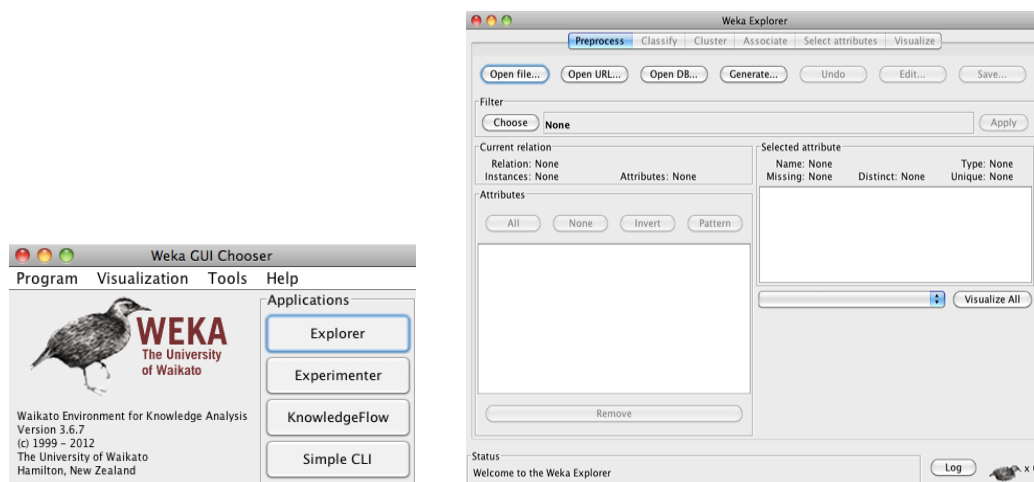 Weka GUI Chooser
Program Visualization Tools Help
WEKA
The University
of Waikato
Waikato Environment for Knowledge Analysis
Version 3.6.7
(c) 1999 - 2012
The University of Waikato
Hamilton, New Zealand
Applications
Explorer
Experimenter
KnowledgeFlow
Simple CLI
Weka Explorer
Preprocess Classify Cluster Associate Select attributes Visualize
Open file... Open URL... Open DB... Generate... Undo Edit... Save...
Filter
Choose None Apply
Current relation
Relation: None
Instances: None Attributes: None
Attributes
All None Invert Pattern
Remove
Selected attribute
Name: None Type: None
Missing: None Distinct: None Unique: None
Visualize All
Status
Welcome to the Weka Explorer
Log x